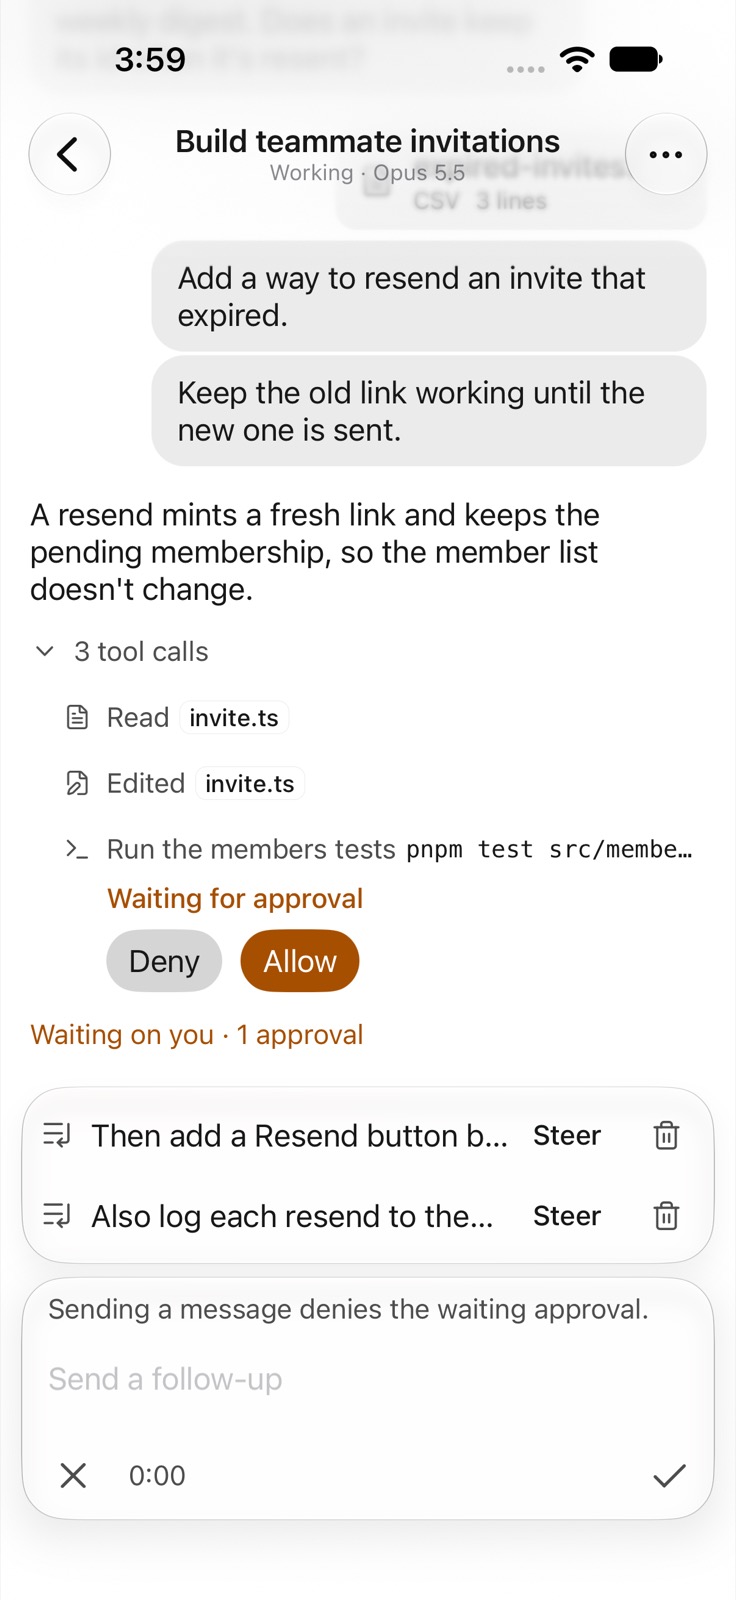 3:59
Build teammate invitations
Working · Opus 5.5
CSV 3 lines
Add a way to resend an invite that
expired.
Keep the old link working until the
new one is sent.
A resend mints a fresh link and keeps the
pending membership, so the member list
doesn't change.
3 tool calls
Read invite.ts
Edited invite.ts
Run the members tests pnpm test src/membe…
Waiting for approval
Deny Allow
Waiting on you · 1 approval
Then add a Resend button b... Steer
Also log each resend to the... Steer
Sending a message denies the waiting approval.
Send a follow-up
0:00